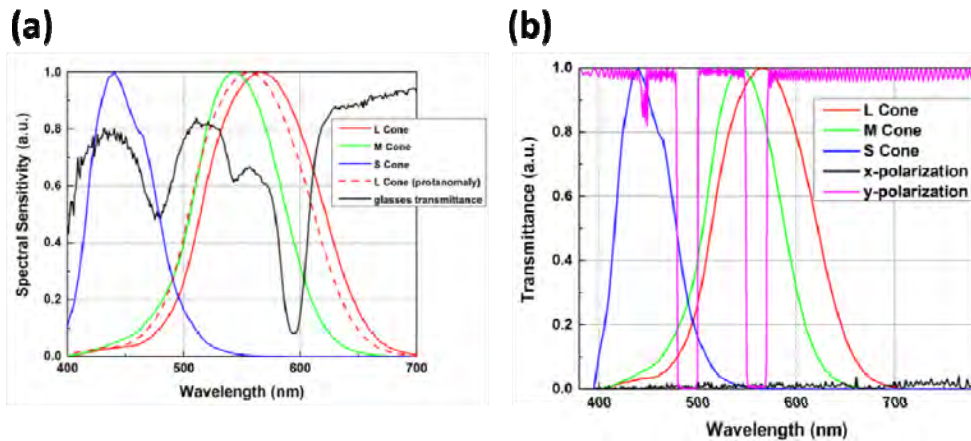 (a)
1.0
0.8
0.6
0.4
0.2
0.0
400
500
600
700
Spectral Sensitivity (a.u.)
Wavelength (nm)
L Cone
M Cone
S Cone
L Cone (protanomaly)
glasses transmittance
(b)
1.0
0.8
0.6
0.4
0.2
0.0
400
500
600
700
Transmittance (a.u.)
Wavelength (nm)
L Cone
M Cone
S Cone
x-polarization
y-polarization